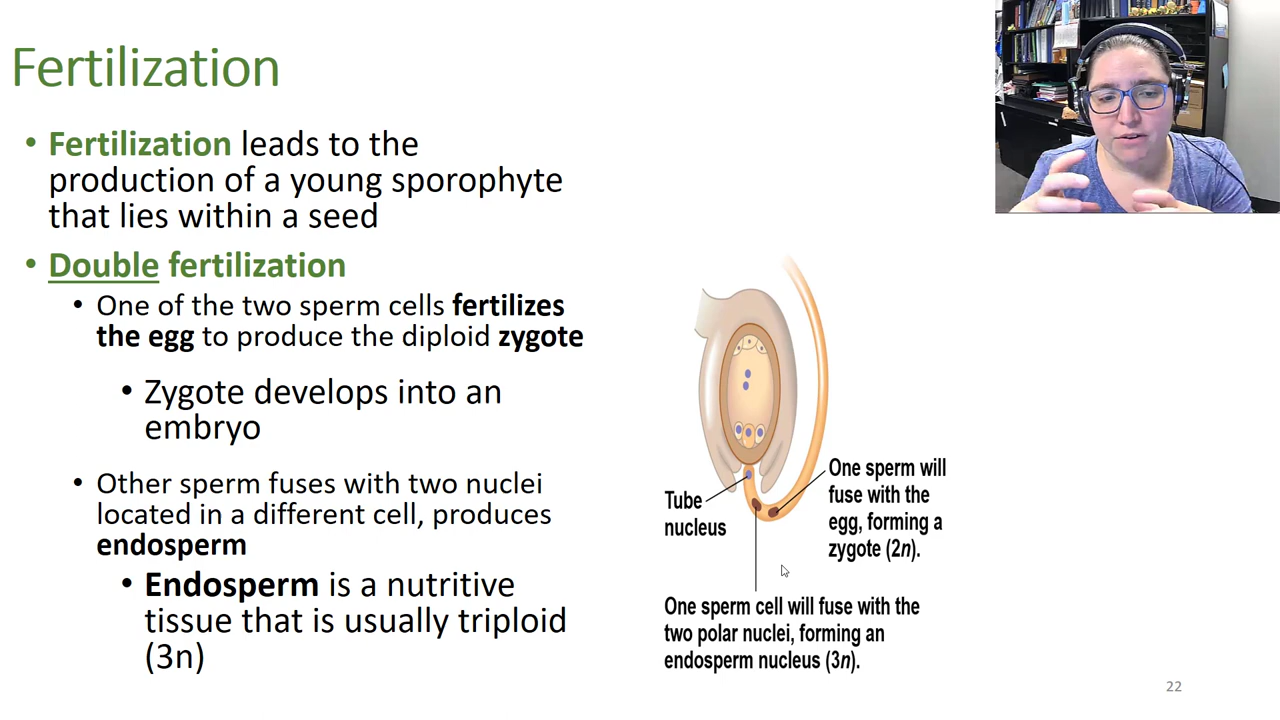 Fertilization
• Fertilization leads to the
production of a young sporophyte
that lies within a seed
• Double fertilization
• One of the two sperm cells fertilizes
the egg to produce the diploid zygote
• Zygote develops into an
embryo
• Other sperm fuses with two nuclei
located in a different cell, produces
endosperm
• Endosperm is a nutritive
tissue that is usually triploid
(3n)
Tube
nucleus
One sperm will
fuse with the
egg, forming a
zygote (2n).
One sperm cell will fuse with the
two polar nuclei, forming an
endosperm nucleus (3n).
22